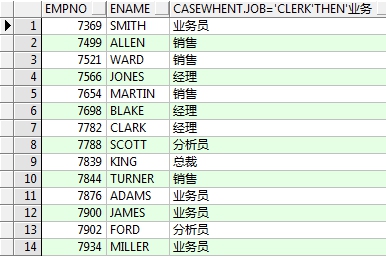 EMPNO ENAME CASEWHENT.JOB='CLERK'THEN'业务
1 7369 SMITH 业务员
2 7499 ALLEN 销售
3 7521 WARD 销售
4 7566 JONES 经理
5 7654 MARTIN 销售
6 7698 BLAKE 经理
7 7782 CLARK 经理
8 7788 SCOTT 分析员
9 7839 KING 总裁
10 7844 TURNER 销售
11 7876 ADAMS 业务员
12 7900 JAMES 业务员
13 7902 FORD 分析员
14 7934 MILLER 业务员